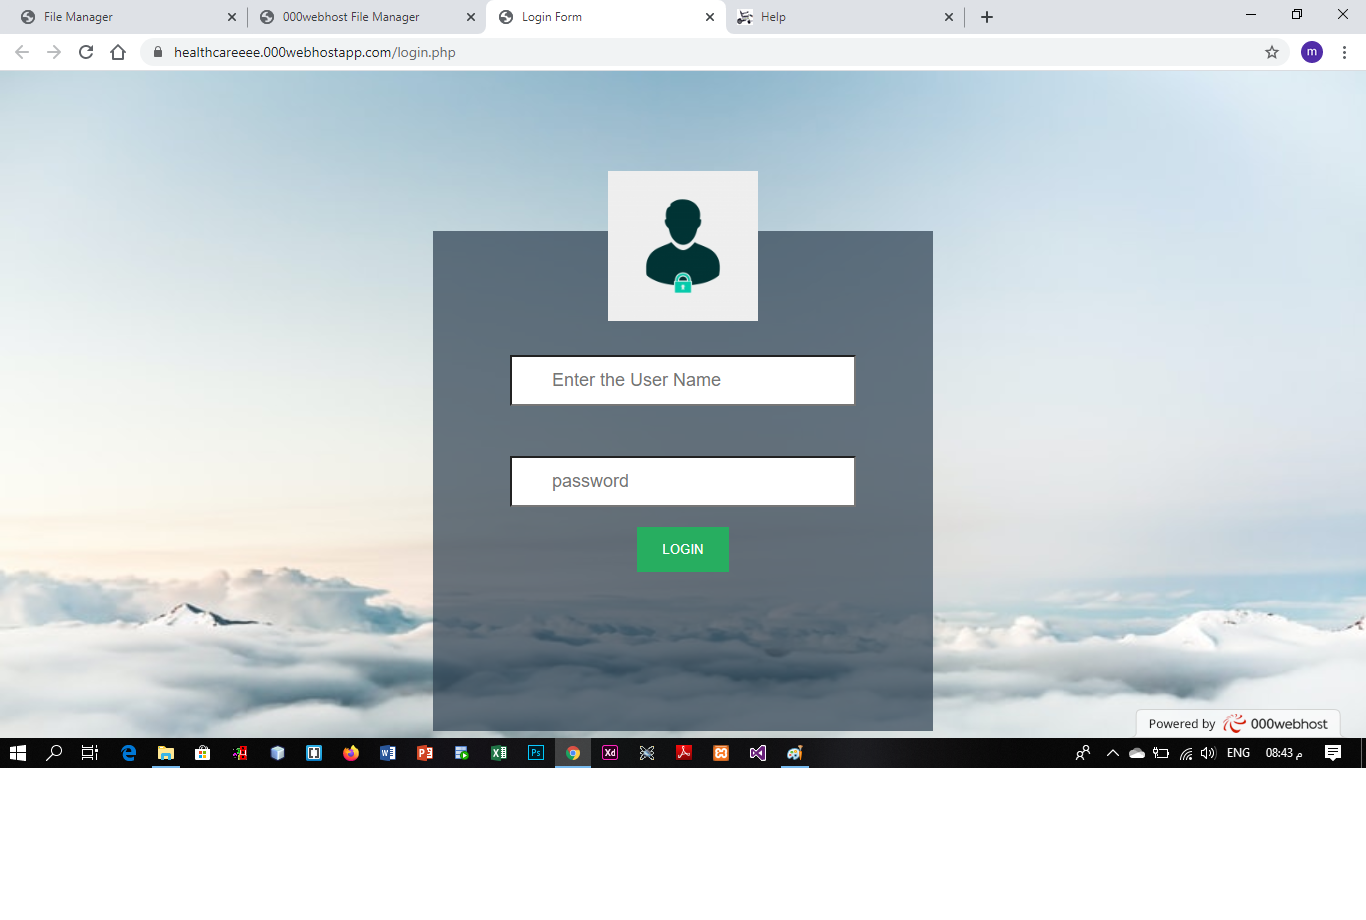 File Manager
000webhost File Manager
Login Form
Help
healthcareeee.000webhostapp.com/login.php
m
Enter the User Name
password
LOGIN
Powered by 000webhost
ENG
08:43 م